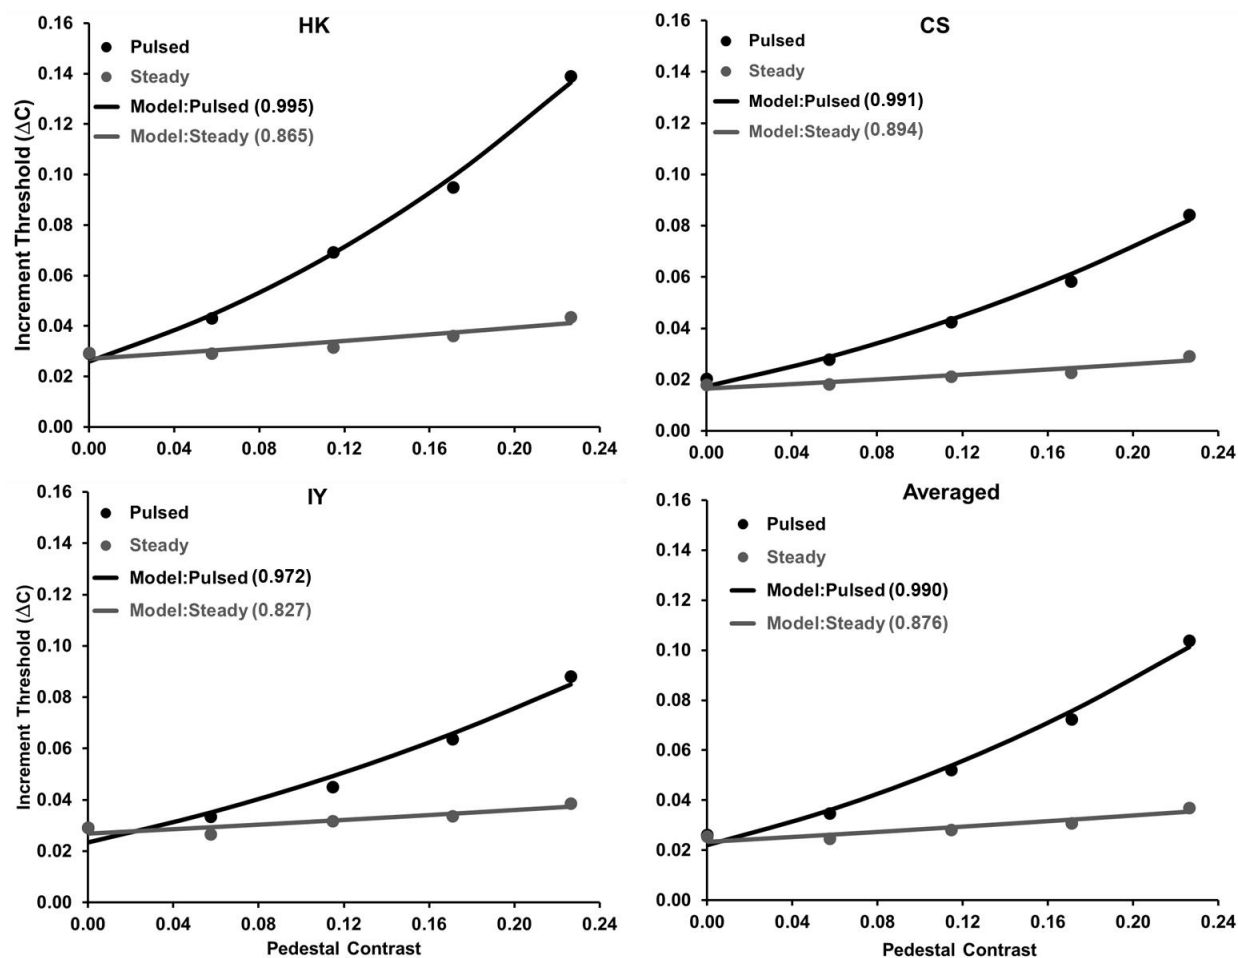 HK
0.16
0.14
0.12
0.10
0.08
0.06
0.04
0.02
0.00
Increment Threshold (ΔC)
Pulsed
Steady
Model:Pulsed (0.995)
Model:Steady (0.865)
0.00 0.04 0.08 0.12 0.16 0.20 0.24
CS
0.16
0.14
0.12
0.10
0.08
0.06
0.04
0.02
0.00
Pulsed
Steady
Model:Pulsed (0.991)
Model:Steady (0.894)
0.00 0.04 0.08 0.12 0.16 0.20 0.24
IY
0.16
0.14
0.12
0.10
0.08
0.06
0.04
0.02
0.00
Increment Threshold (ΔC)
Pulsed
Steady
Model:Pulsed (0.972)
Model:Steady (0.827)
0.00 0.04 0.08 0.12 0.16 0.20 0.24
Pedestal Contrast
Averaged
0.16
0.14
0.12
0.10
0.08
0.06
0.04
0.02
0.00
Pulsed
Steady
Model:Pulsed (0.990)
Model:Steady (0.876)
0.00 0.04 0.08 0.12 0.16 0.20 0.24
Pedestal Contrast